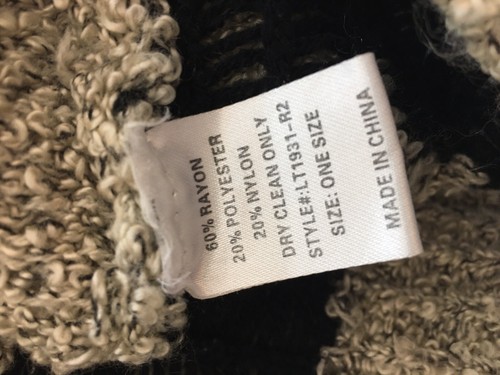 60% RAYON
20% POLYESTER
20% NYLON
DRY CLEAN ONLY
STYLE#:LT1931-R2
SIZE: ONE SIZE
MADE IN CHINA